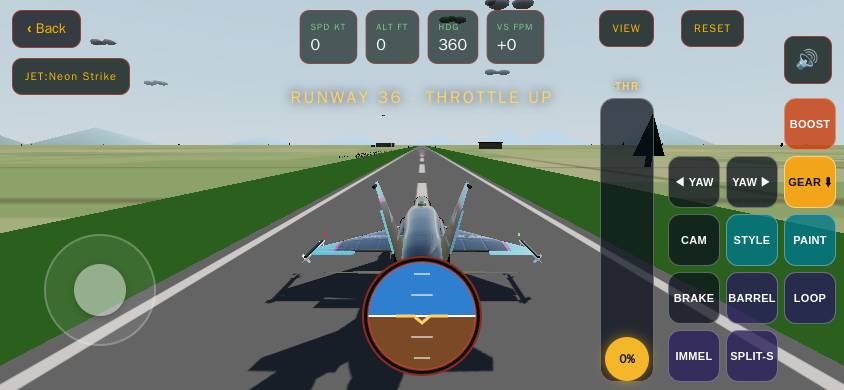 ‹ Back
JET:Neon Strike
SPD KT
0
ALT FT
0
HDG
360
VS FPM
+0
VIEW
RESET
RUNWAY 36 - THROTTLE UP
THR
0%
BOOST
◀ YAW
YAW ▶
GEAR ⬇
CAM
STYLE
PAINT
BRAKE
BARREL
LOOP
IMMEL
SPLIT-S